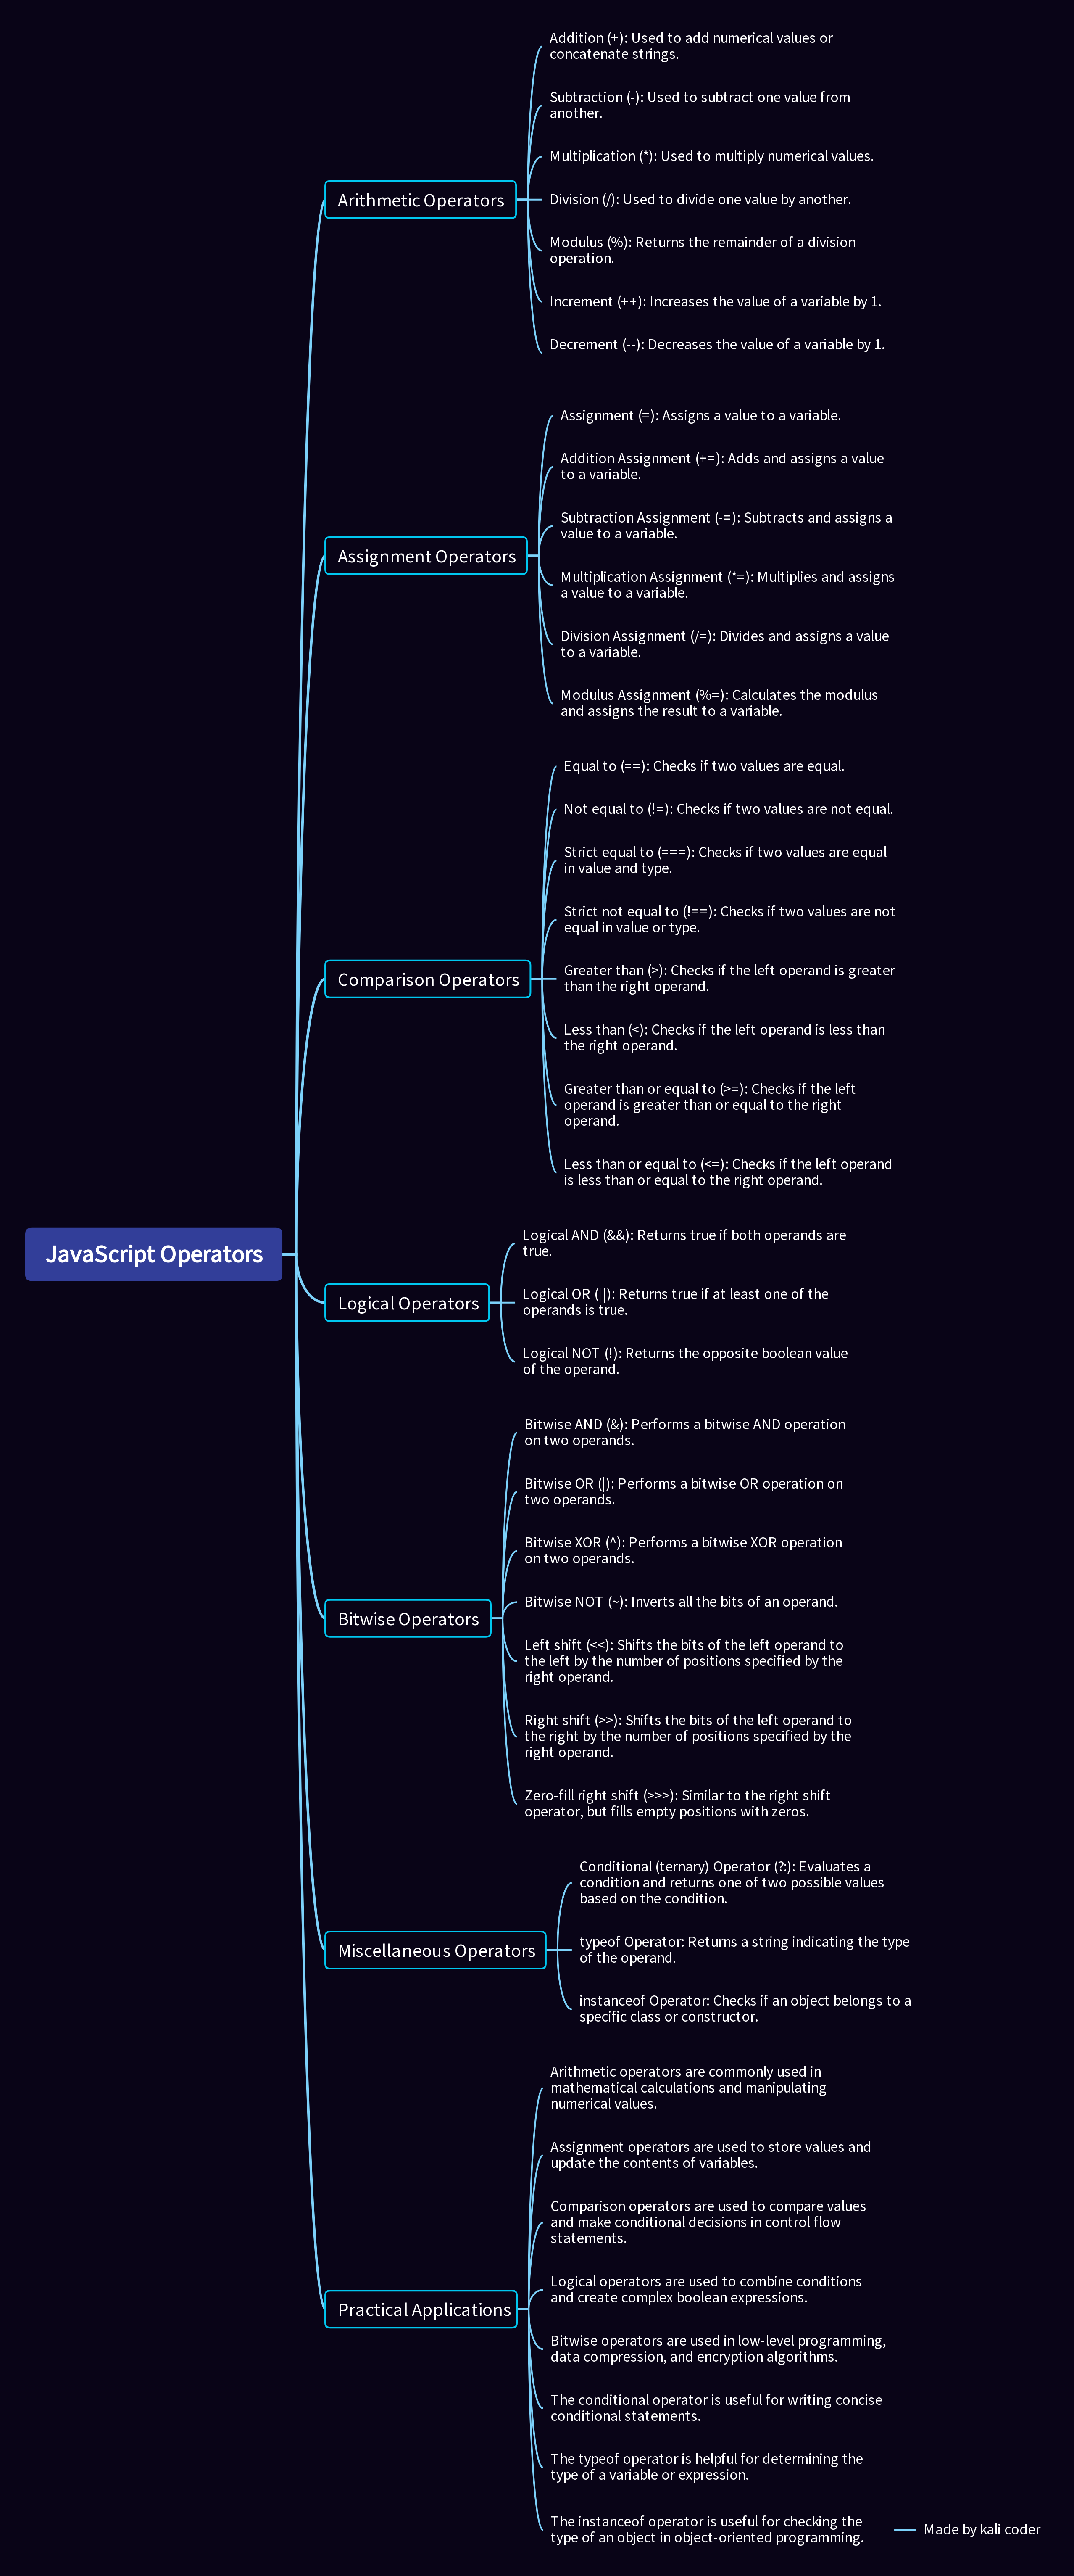 Addition (+): Used to add numerical values or
concatenate strings.
Subtraction (-): Used to subtract one value from
another.
Multiplication (*): Used to multiply numerical values.
Arithmetic Operators
Division (/): Used to divide one value by another.
Modulus (%): Returns the remainder of a division
operation.
Increment (++): Increases the value of a variable by 1.
Decrement (--): Decreases the value of a variable by 1.
Assignment (=): Assigns a value to a variable.
Addition Assignment (+=): Adds and assigns a value
to a variable.
Subtraction Assignment (-=): Subtracts and assigns a
value to a variable.
Assignment Operators
Multiplication Assignment (*=): Multiplies and assigns
a value to a variable.
Division Assignment (/=): Divides and assigns a value
to a variable.
Modulus Assignment (%=): Calculates the modulus
and assigns the result to a variable.
Equal to (==): Checks if two values are equal.
Not equal to (!=): Checks if two values are not equal.
Strict equal to (===): Checks if two values are equal
in value and type.
Strict not equal to (!==): Checks if two values are not
equal in value or type.
Comparison Operators
Greater than (>): Checks if the left operand is greater
than the right operand.
Less than (<): Checks if the left operand is less than
the right operand.
Greater than or equal to (>=): Checks if the left
operand is greater than or equal to the right
operand.
Less than or equal to (<=): Checks if the left operand
is less than or equal to the right operand.
JavaScript Operators
Logical AND (&&): Returns true if both operands are
true.
Logical Operators
Logical OR (||): Returns true if at least one of the
operands is true.
Logical NOT (!): Returns the opposite boolean value
of the operand.
Bitwise AND (&): Performs a bitwise AND operation
on two operands.
Bitwise OR (|): Performs a bitwise OR operation on
two operands.
Bitwise XOR (^): Performs a bitwise XOR operation
on two operands.
Bitwise NOT (~): Inverts all the bits of an operand.
Bitwise Operators
Left shift (<<): Shifts the bits of the left operand to
the left by the number of positions specified by the
right operand.
Right shift (>>): Shifts the bits of the left operand to
the right by the number of positions specified by the
right operand.
Zero-fill right shift (>>>): Similar to the right shift
operator, but fills empty positions with zeros.
Conditional (ternary) Operator (?:): Evaluates a
condition and returns one of two possible values
based on the condition.
Miscellaneous Operators
typeof Operator: Returns a string indicating the type
of the operand.
instanceof Operator: Checks if an object belongs to a
specific class or constructor.
Arithmetic operators are commonly used in
mathematical calculations and manipulating
numerical values.
Assignment operators are used to store values and
update the contents of variables.
Comparison operators are used to compare values
and make conditional decisions in control flow
statements.
Practical Applications
Logical operators are used to combine conditions
and create complex boolean expressions.
Bitwise operators are used in low-level programming,
data compression, and encryption algorithms.
The conditional operator is useful for writing concise
conditional statements.
The typeof operator is helpful for determining the
type of a variable or expression.
The instanceof operator is useful for checking the
type of an object in object-oriented programming.
Made by kali coder